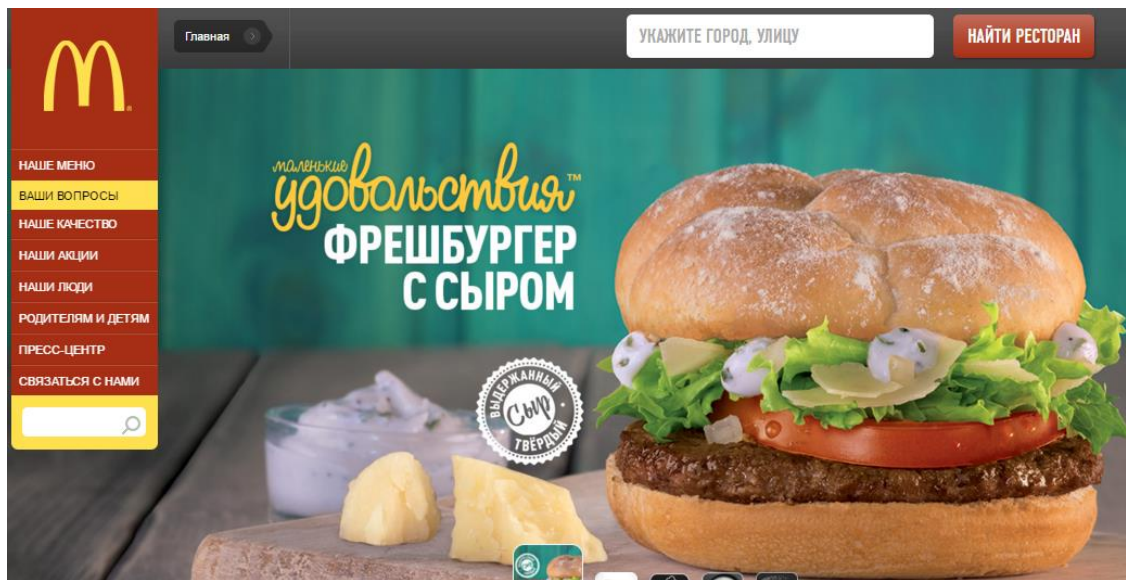 Главная
УКАЖИТЕ ГОРОД, УЛИЦУ
НАЙТИ РЕСТОРАН
НАШЕ МЕНЮ
ВАШИ ВОПРОСЫ
НАШЕ КАЧЕСТВО
НАШИ АКЦИИ
НАШИ ЛЮДИ
РОДИТЕЛЯМ И ДЕТЯМ
ПРЕСС-ЦЕНТР
СВЯЗАТЬСЯ С НАМИ
маленькие
удовольствия™
ФРЕШБУРГЕР
С СЫРОМ
ВЫДЕРЖАННЫЙ
Сыр
ТВЁРДЫЙ